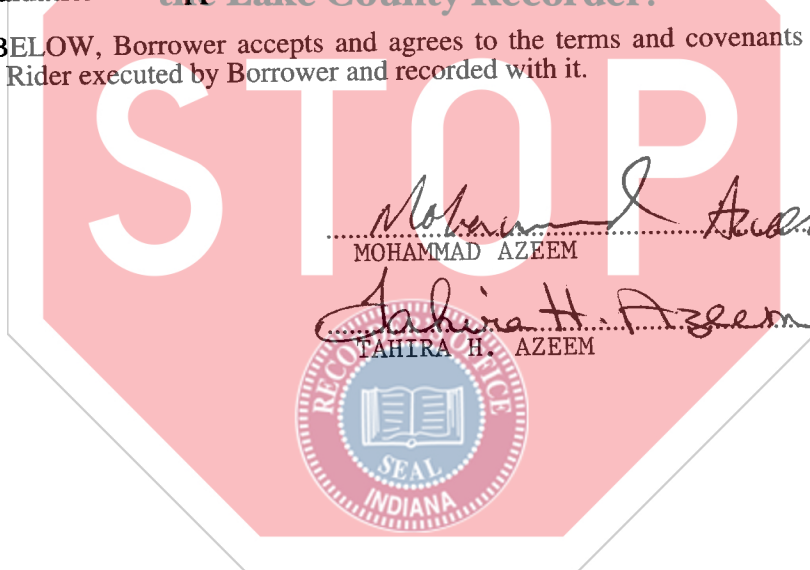 the Lake County Recorder!
BELOW, Borrower accepts and agrees to the terms and covenants
Rider executed by Borrower and recorded with it.
STOP
Mohammad Azeem
MOHAMMAD AZEEM
Tahira H. Azeem
TAHIRA H. AZEEM
RECORDER'S OFFICE
SEAL
INDIANA